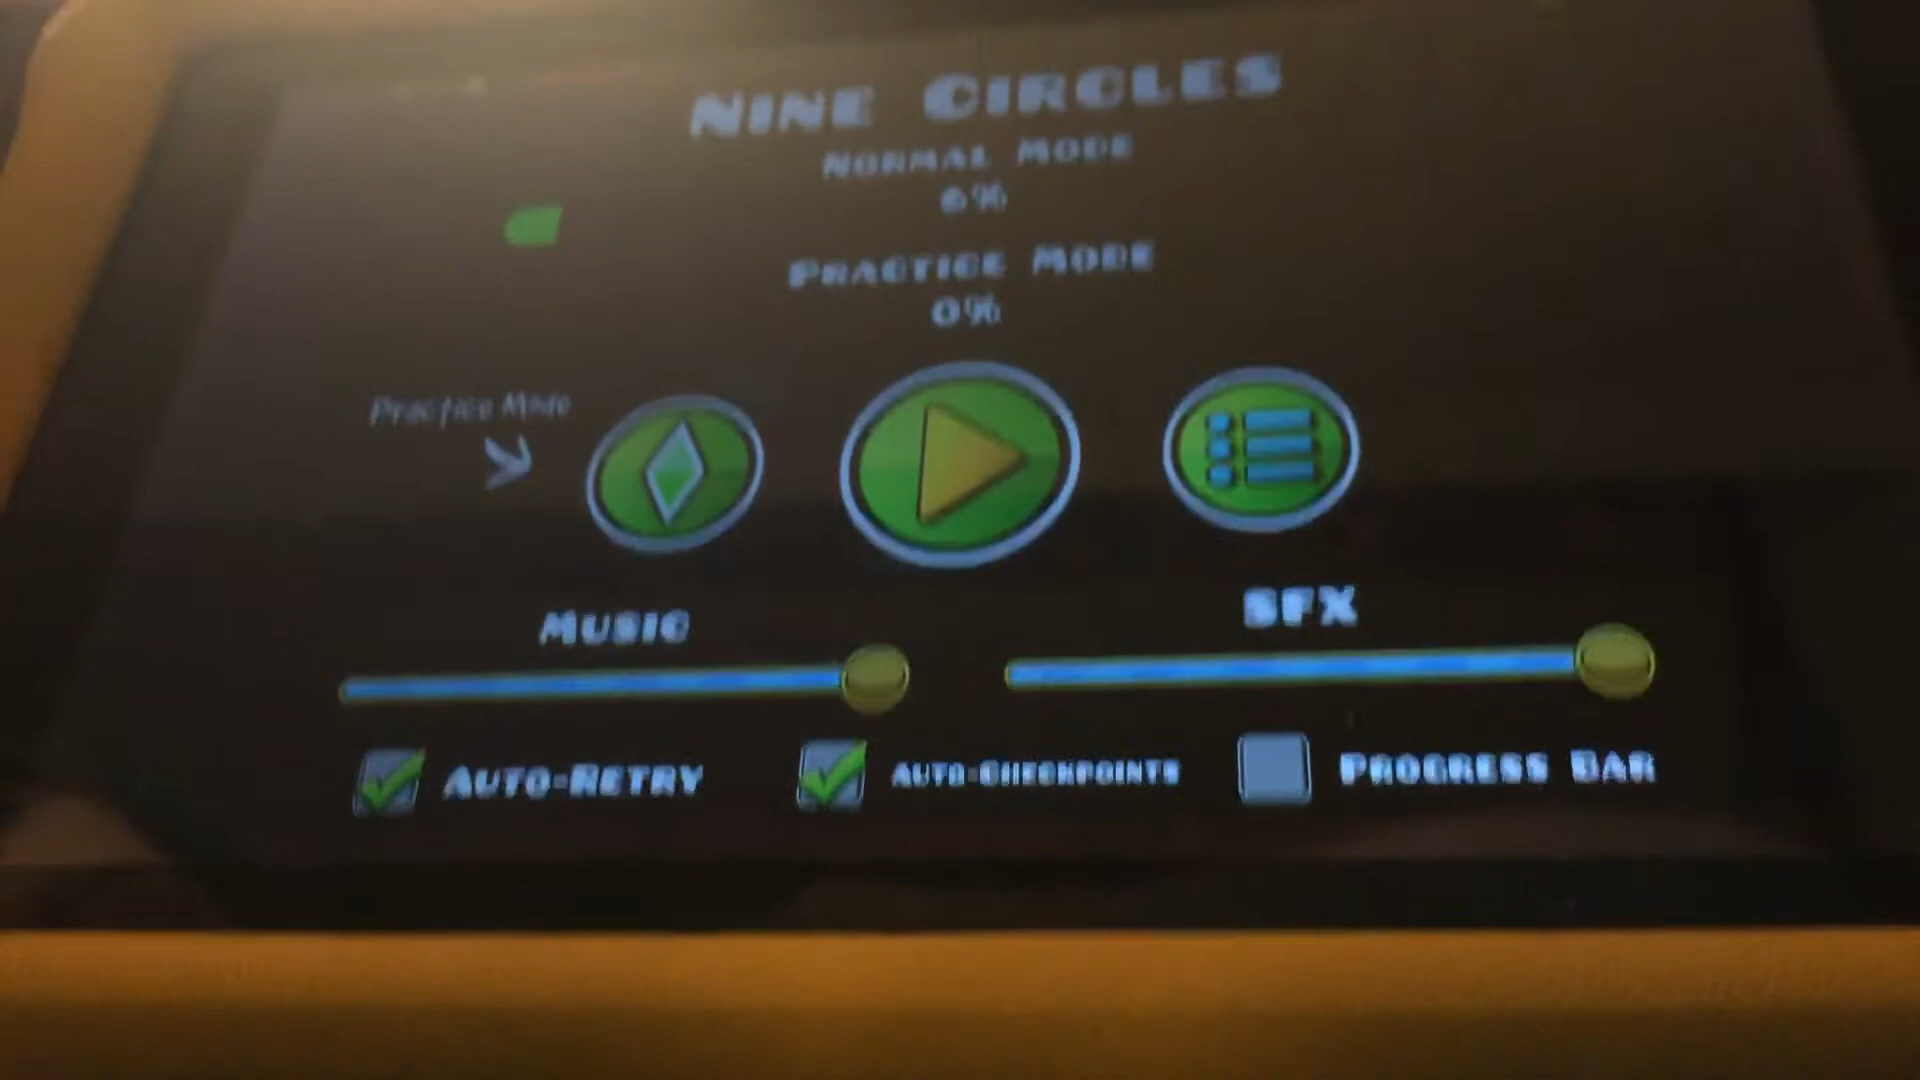 NINE CIRCLES
NORMAL MODE
6%
PRACTICE MODE
0%
Practice Mode
MUSIC
SFX
AUTO-RETRY
AUTO-CHECKPOINTS
PROGRESS BAR